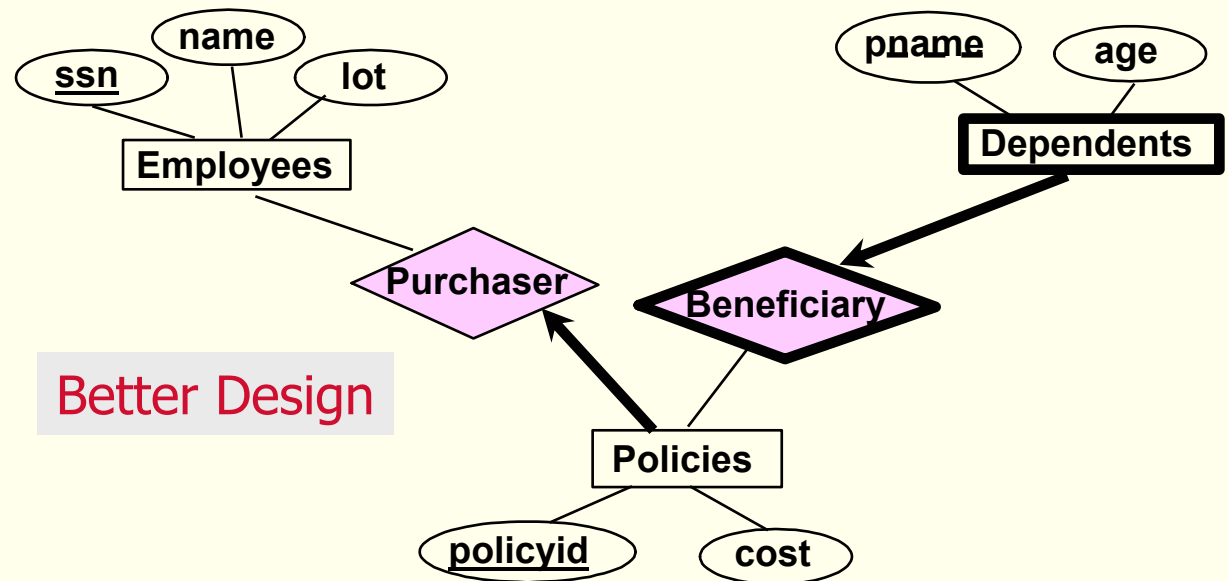 name
ssn
lot
Employees
pname
age
Dependents
Purchaser
Beneficiary
Better Design
Policies
policyid
cost